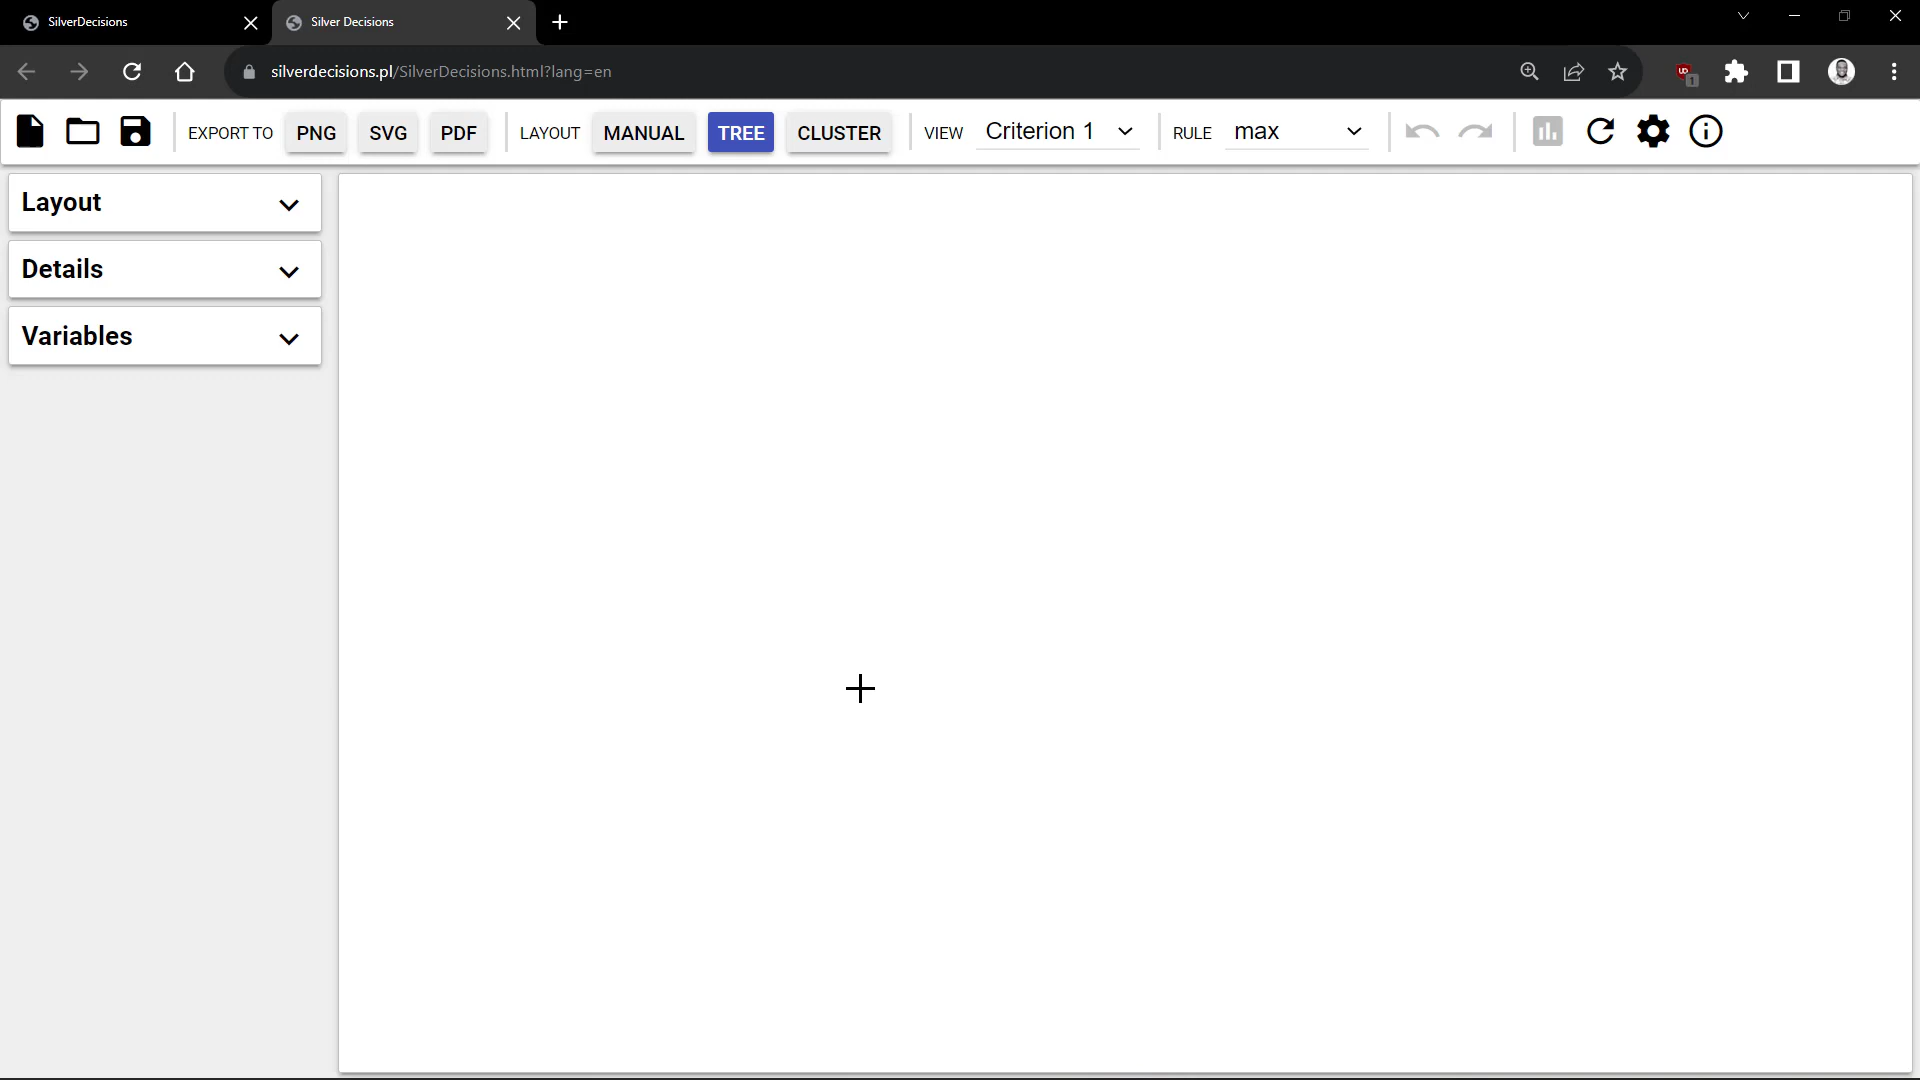 SilverDecisions
Silver Decisions
silverdecisions.pl/SilverDecisions.html?lang=en
EXPORT TO PNG SVG PDF LAYOUT MANUAL TREE CLUSTER VIEW Criterion 1 RULE max
Layout
Details
Variables